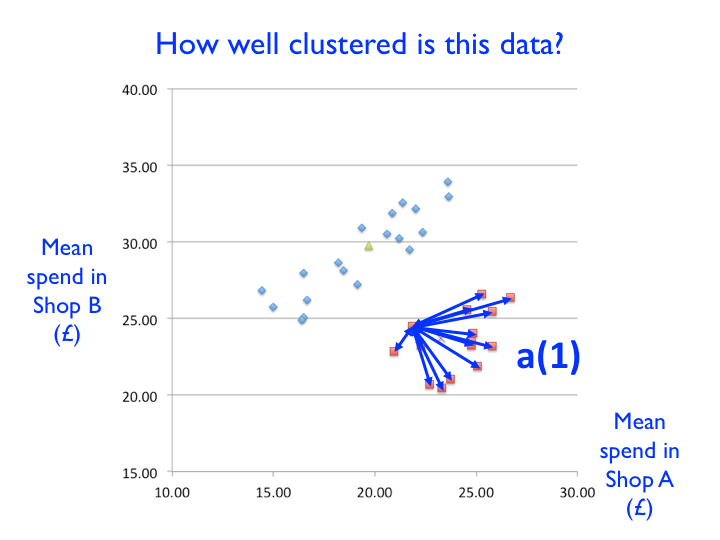 How well clustered is this data?
40.00
35.00
30.00
25.00
20.00
15.00
10.00 15.00 20.00 25.00 30.00
Mean
spend in
Shop B
(£)
a(1)
Mean
spend in
Shop A
(£)